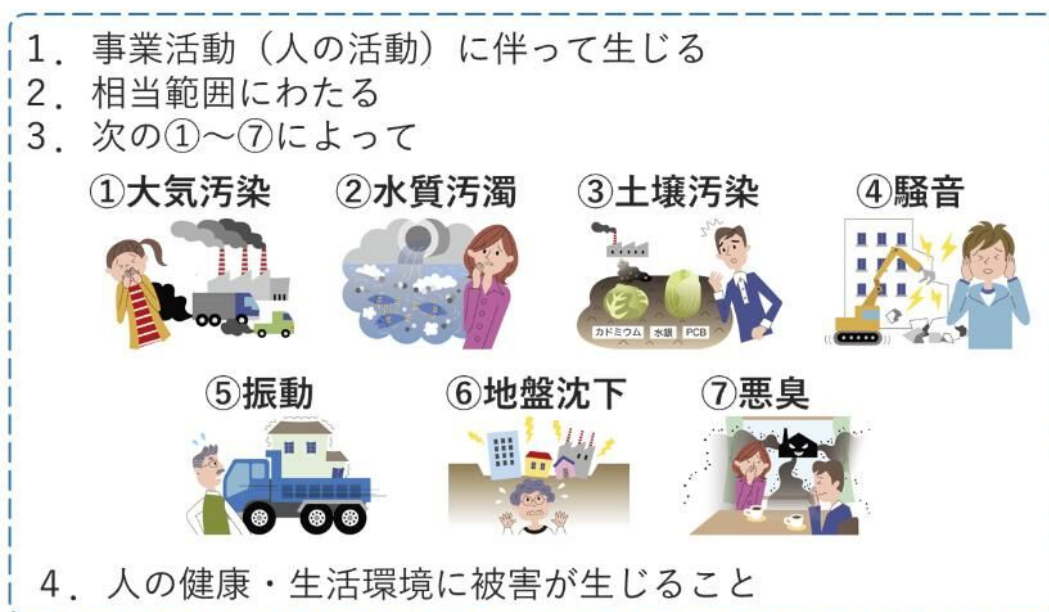 1．事業活動（人の活動）に伴って生じる
2．相当範囲にわたる
3．次の①～⑦によって
①大気汚染 ②水質汚濁 ③土壌汚染 ④騒音
カドミウム 水銀 PCB
⑤振動 ⑥地盤沈下 ⑦悪臭
4．人の健康・生活環境に被害が生じること